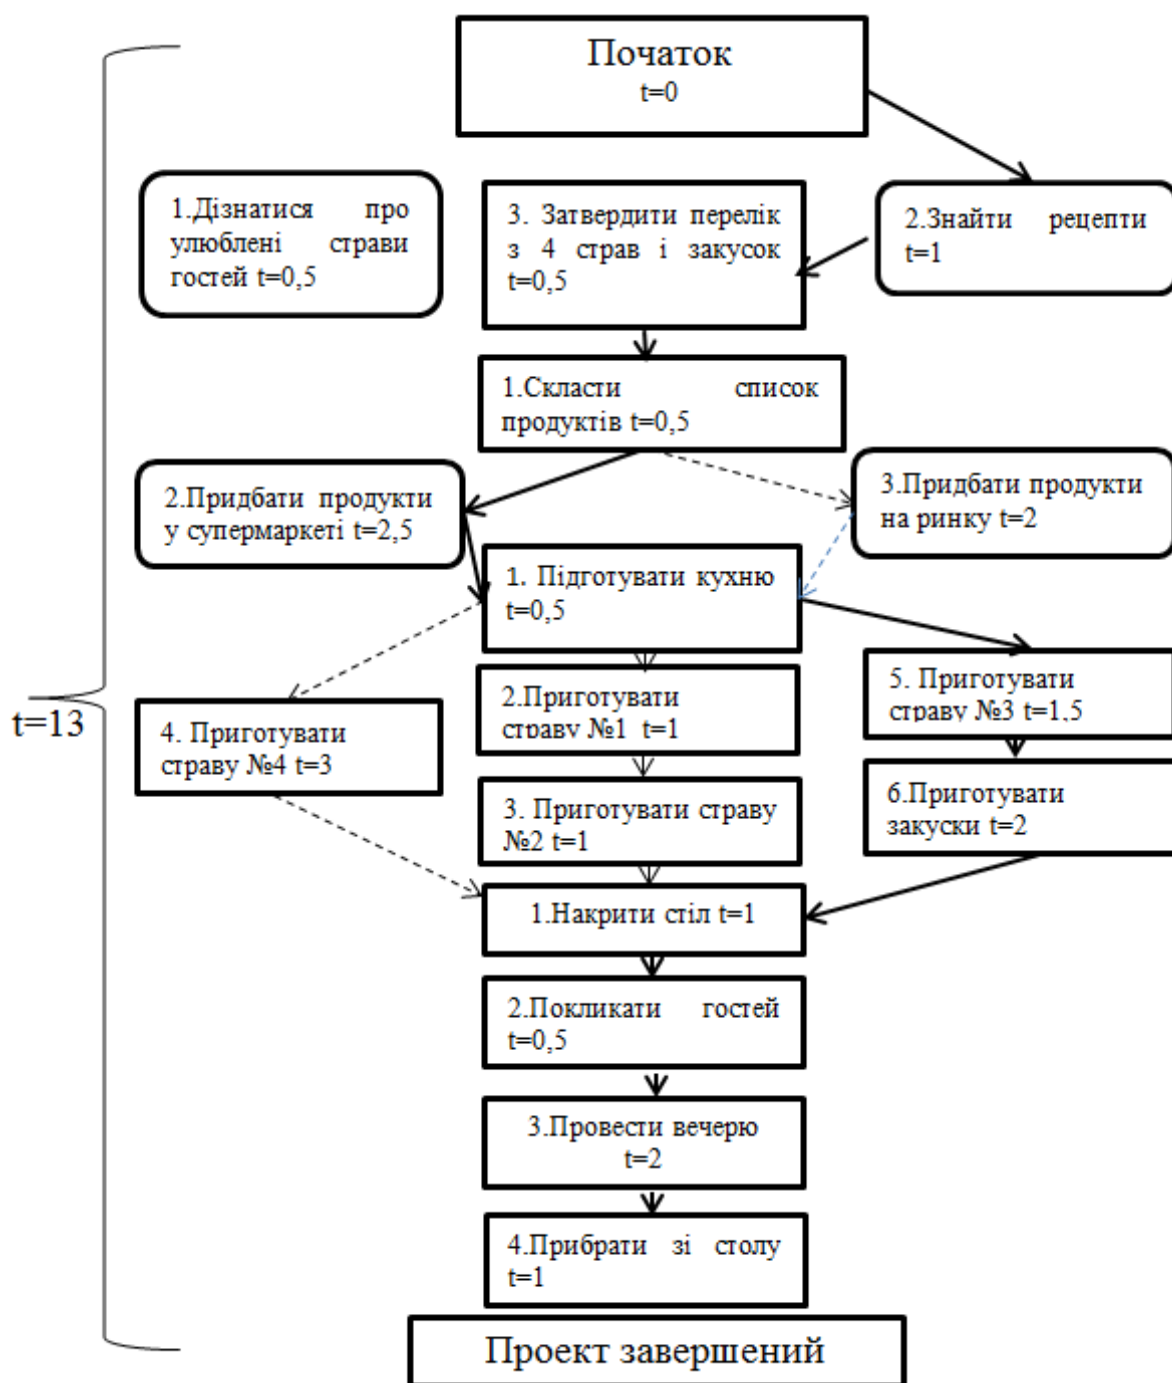 Початок
t=0
1.Дізнатися про
улюблені страви
гостей t=0,5
3. Затвердити перелік
з 4 страв і закусок
t=0,5
2.Знайти рецепти
t=1
1.Скласти список
продуктів t=0,5
2.Придбати продукти
у супермаркеті t=2,5
3.Придбати продукти
на ринку t=2
1. Підготувати кухню
t=0,5
t=13
4. Приготувати
страву №4 t=3
2.Приготувати
страву №1 t=1
5. Приготувати
страву №3 t=1,5
3. Приготувати страву
№2 t=1
6.Приготувати
закуски t=2
1.Накрити стіл t=1
2.Покликати гостей
t=0,5
3.Провести вечерю
t=2
4.Прибрати зі столу
t=1
Проект завершений